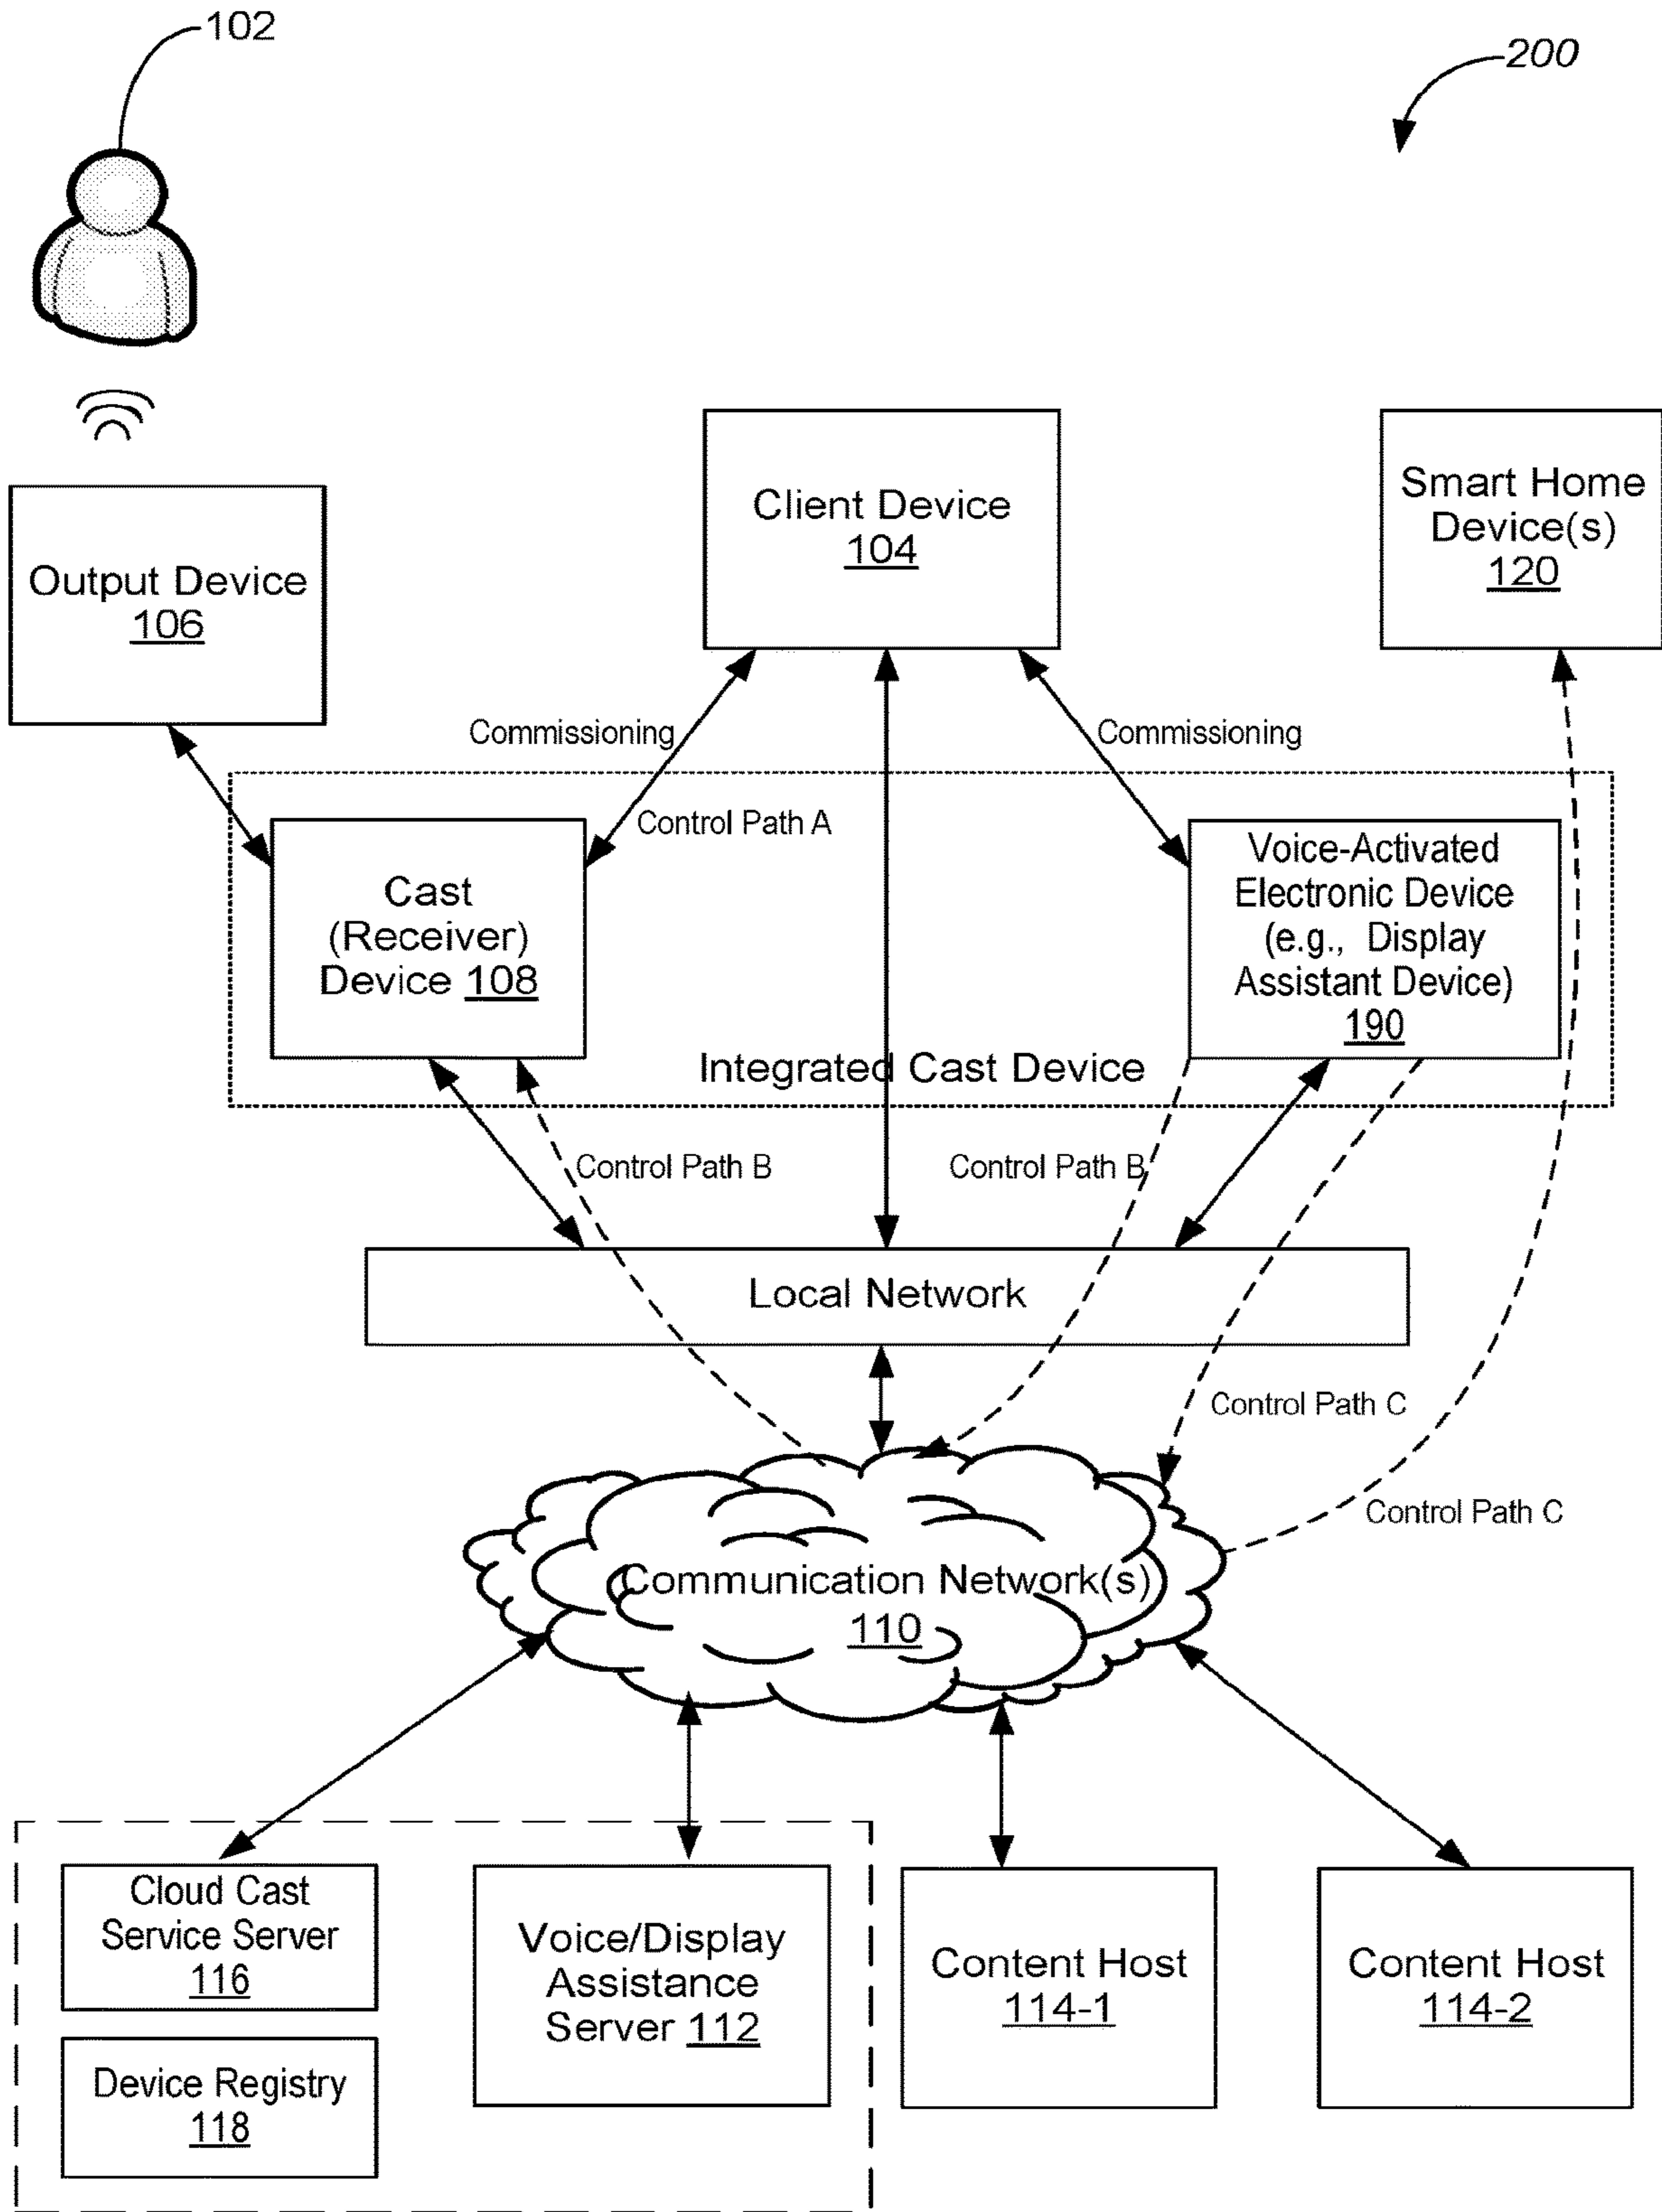 102
200
Client Device
104
Smart Home
Device(s)
120
Output Device
106
Commissioning
Commissioning
Control Path A
Cast
(Receiver)
Device 108
Voice-Activated
Electronic Device
(e.g., Display
Assistant Device)
190
Integrated Cast Device
Control Path B
Control Path B
Local Network
Control Path C
Control Path C
Communication Network(s)
110
Cloud Cast
Service Server
116
Device Registry
118
Voice/Display
Assistance
Server 112
Content Host
114-1
Content Host
114-2